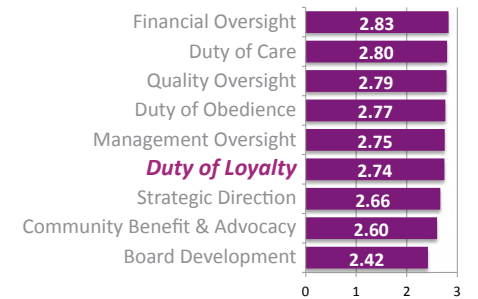 Financial Oversight 2.83
Duty of Care 2.80
Quality Oversight 2.79
Duty of Obedience 2.77
Management Oversight 2.75
Duty of Loyalty 2.74
Strategic Direction 2.66
Community Benefit & Advocacy 2.60
Board Development 2.42
0 1 2 3